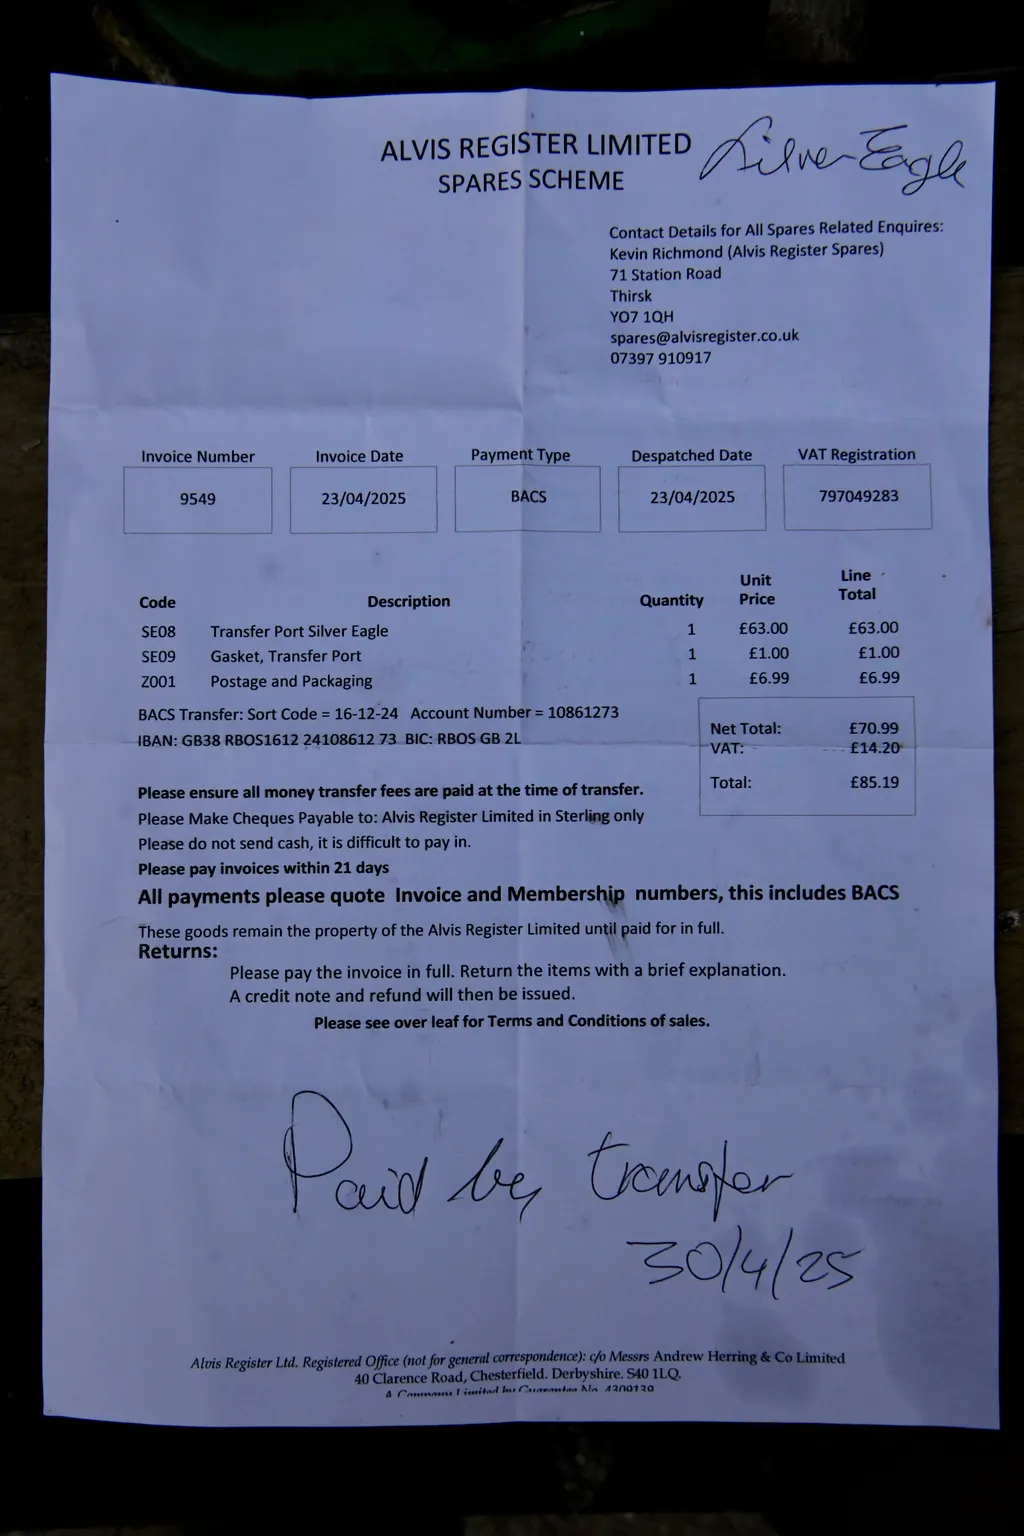 ALVIS REGISTER LIMITED
SPARES SCHEME
Silver Eagle
Contact Details for All Spares Related Enquires:
Kevin Richmond (Alvis Register Spares)
71 Station Road
Thirsk
YO7 1QH
spares@alvisregister.co.uk
07397 910917
Invoice Number Invoice Date Payment Type Despatched Date VAT Registration
9549 23/04/2025 BACS 23/04/2025 797049283
Code Description Quantity Unit Price Line Total
SE08 Transfer Port Silver Eagle 1 £63.00 £63.00
SE09 Gasket, Transfer Port 1 £1.00 £1.00
Z001 Postage and Packaging 1 £6.99 £6.99
BACS Transfer: Sort Code = 16-12-24 Account Number = 10861273
IBAN: GB38 RBOS1612 24108612 73 BIC: RBOS GB 2L
Net Total: £70.99
VAT: £14.20
Total: £85.19
Please ensure all money transfer fees are paid at the time of transfer.
Please Make Cheques Payable to: Alvis Register Limited in Sterling only
Please do not send cash, it is difficult to pay in.
Please pay invoices within 21 days
All payments please quote Invoice and Membership numbers, this includes BACS
These goods remain the property of the Alvis Register Limited until paid for in full.
Returns:
Please pay the invoice in full. Return the items with a brief explanation.
A credit note and refund will then be issued.
Please see over leaf for Terms and Conditions of sales.
Paid by transfer
30/4/25
Alvis Register Ltd. Registered Office (not for general correspondence): c/o Messrs Andrew Herring & Co Limited
40 Clarence Road, Chesterfield. Derbyshire. S40 1LQ.
A Company Limited by Guarantee No.